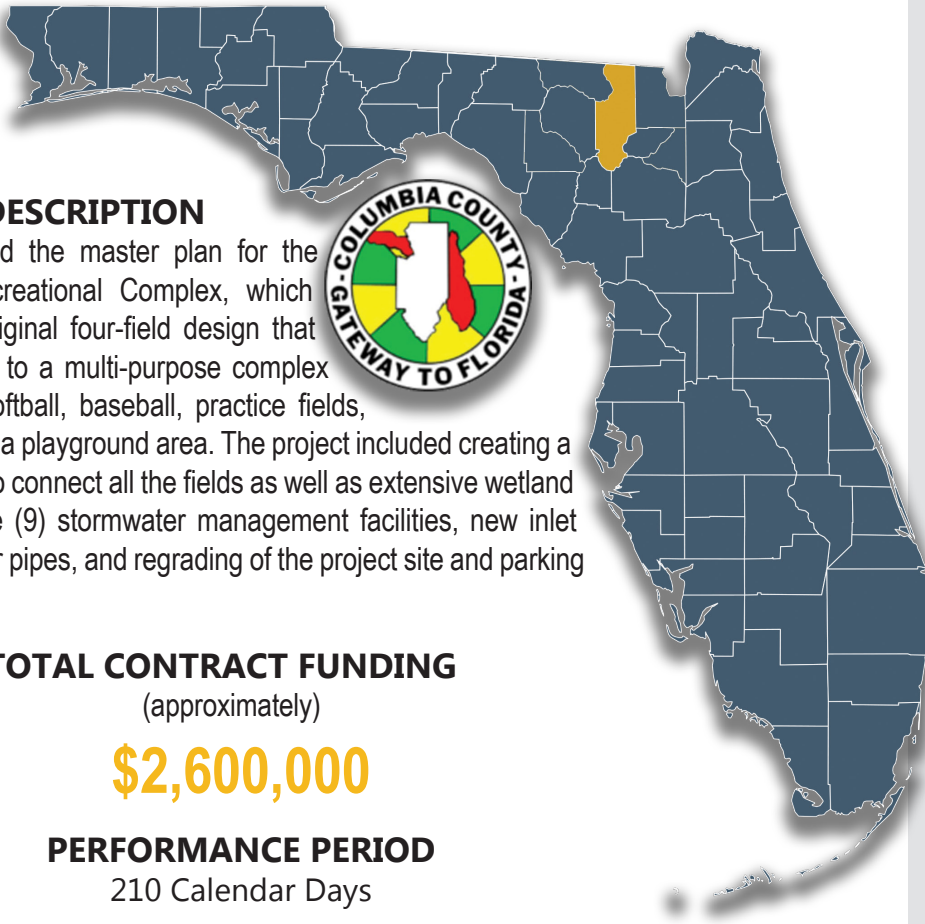 DESCRIPTION
d the master plan for the
creational Complex, which
iginal four-field design that
to a multi-purpose complex
oftball, baseball, practice fields,
a playground area. The project included creating a
o connect all the fields as well as extensive wetland
e (9) stormwater management facilities, new inlet
r pipes, and regrading of the project site and parking
COLUMBIA COUNTY
- GATEWAY TO FLORIDA -
TOTAL CONTRACT FUNDING
(approximately)
$2,600,000
PERFORMANCE PERIOD
210 Calendar Days